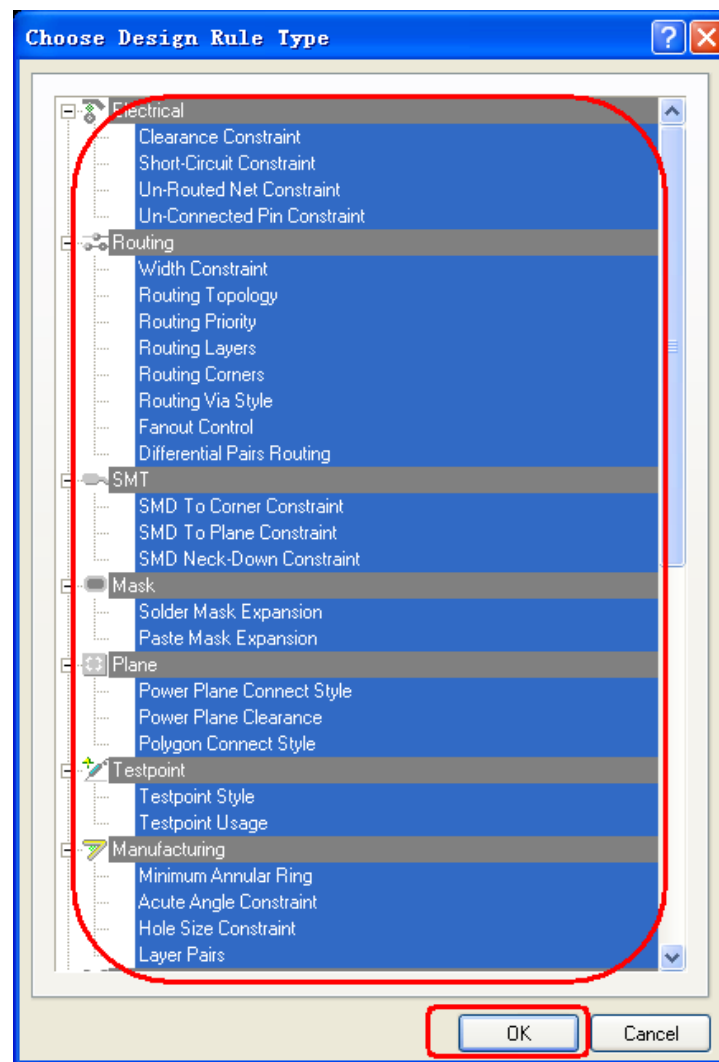 Choose Design Rule Type
Electrical
Clearance Constraint
Short-Circuit Constraint
Un-Routed Net Constraint
Un-Connected Pin Constraint
Routing
Width Constraint
Routing Topology
Routing Priority
Routing Layers
Routing Corners
Routing Via Style
Fanout Control
Differential Pairs Routing
SMT
SMD To Corner Constraint
SMD To Plane Constraint
SMD Neck-Down Constraint
Mask
Solder Mask Expansion
Paste Mask Expansion
Plane
Power Plane Connect Style
Power Plane Clearance
Polygon Connect Style
Testpoint
Testpoint Style
Testpoint Usage
Manufacturing
Minimum Annular Ring
Acute Angle Constraint
Hole Size Constraint
Layer Pairs
OK Cancel